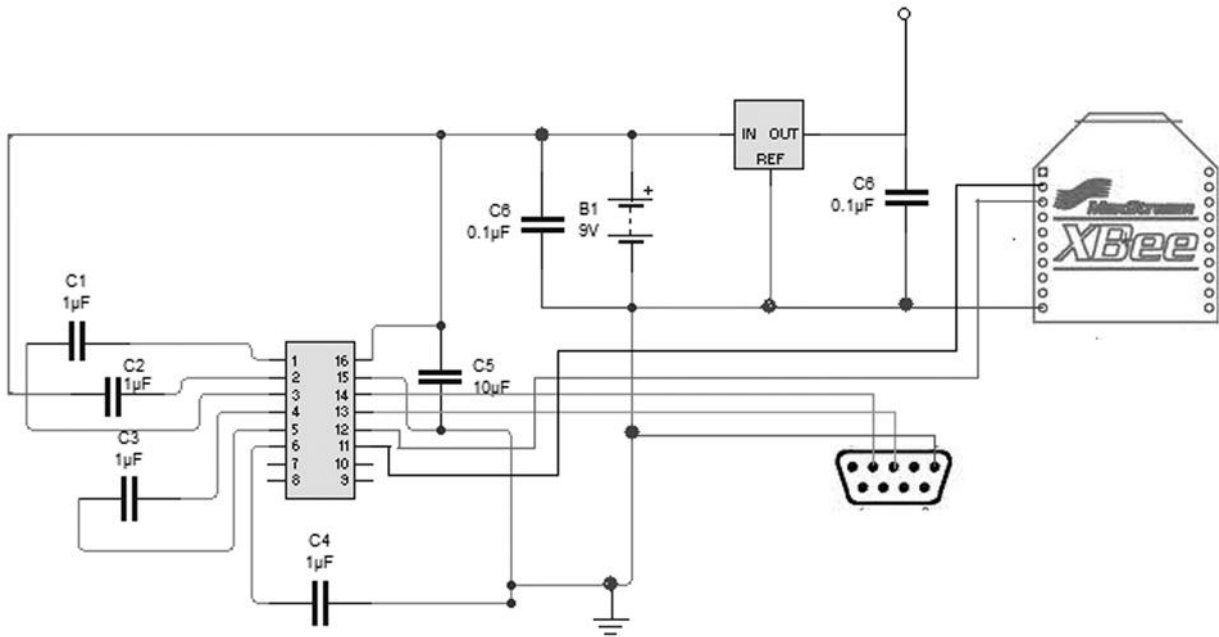 IN OUT
REF
C6
0.1µF
B1
9V
+
C6
0.1µF
MaxStream
XBee
C1
1µF
C2
1µF
C3
1µF
1 16
2 15
3 14
4 13
5 12
6 11
7 10
8 9
C5
10µF
C4
1µF